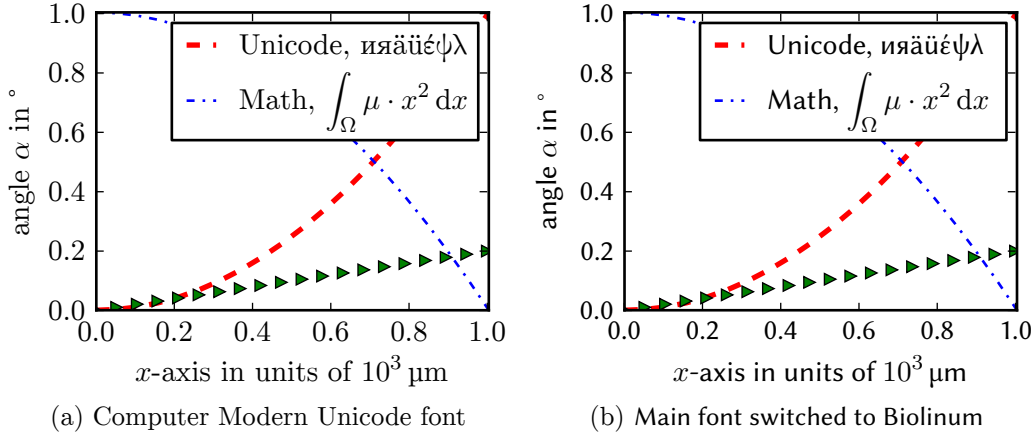 1.0
0.8
0.6
0.4
0.2
0.0
angle α in °
Unicode, ияäüέψλ
Math, ∫_Ω μ · x² dx
0.0 0.2 0.4 0.6 0.8 1.0
x-axis in units of 10³ µm
(a) Computer Modern Unicode font
1.0
0.8
0.6
0.4
0.2
0.0
angle α in °
Unicode, ияäüέψλ
Math, ∫_Ω μ · x² dx
0.0 0.2 0.4 0.6 0.8 1.0
x-axis in units of 10³ µm
(b) Main font switched to Biolinum